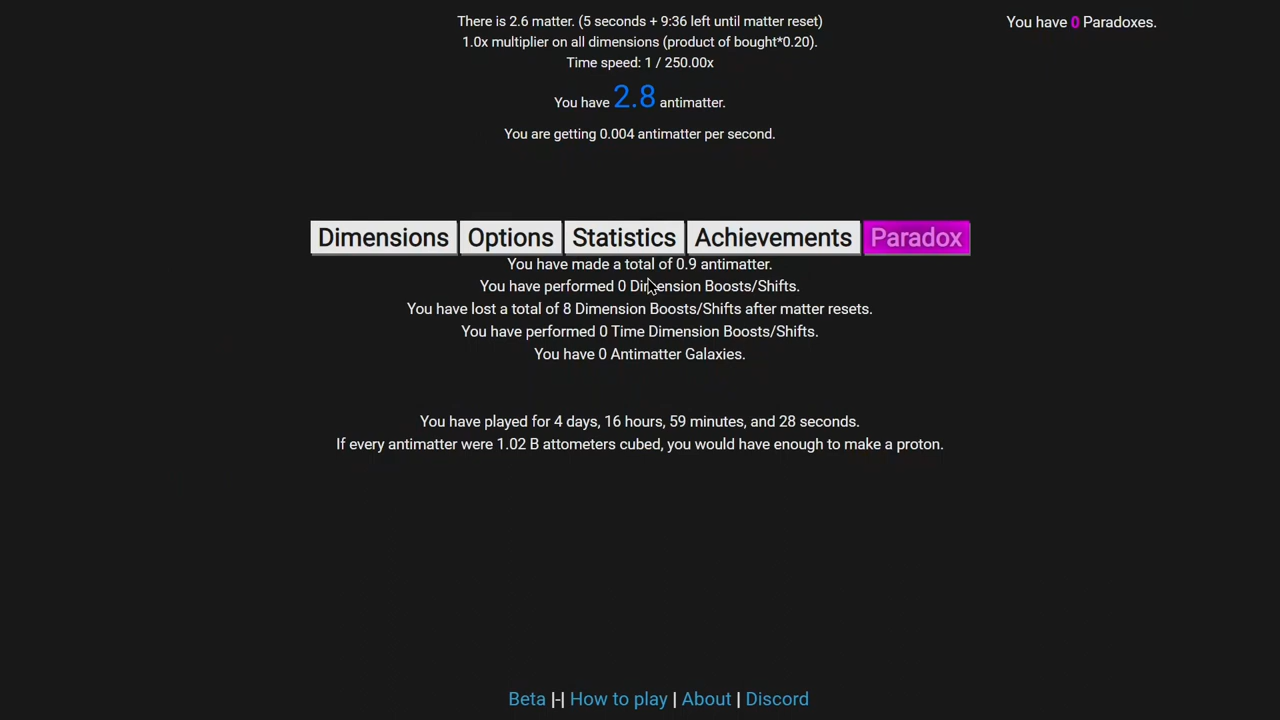 There is 2.6 matter. (5 seconds + 9:36 left until matter reset)
You have 0 Paradoxes.
1.0x multiplier on all dimensions (product of bought*0.20).
Time speed: 1 / 250.00x
You have 2.8 antimatter.
You are getting 0.004 antimatter per second.
Dimensions Options Statistics Achievements Paradox
You have made a total of 0.9 antimatter.
You have performed 0 Dimension Boosts/Shifts.
You have lost a total of 8 Dimension Boosts/Shifts after matter resets.
You have performed 0 Time Dimension Boosts/Shifts.
You have 0 Antimatter Galaxies.
You have played for 4 days, 16 hours, 59 minutes, and 28 seconds.
If every antimatter were 1.02 B attometers cubed, you would have enough to make a proton.
Beta |-| How to play | About | Discord